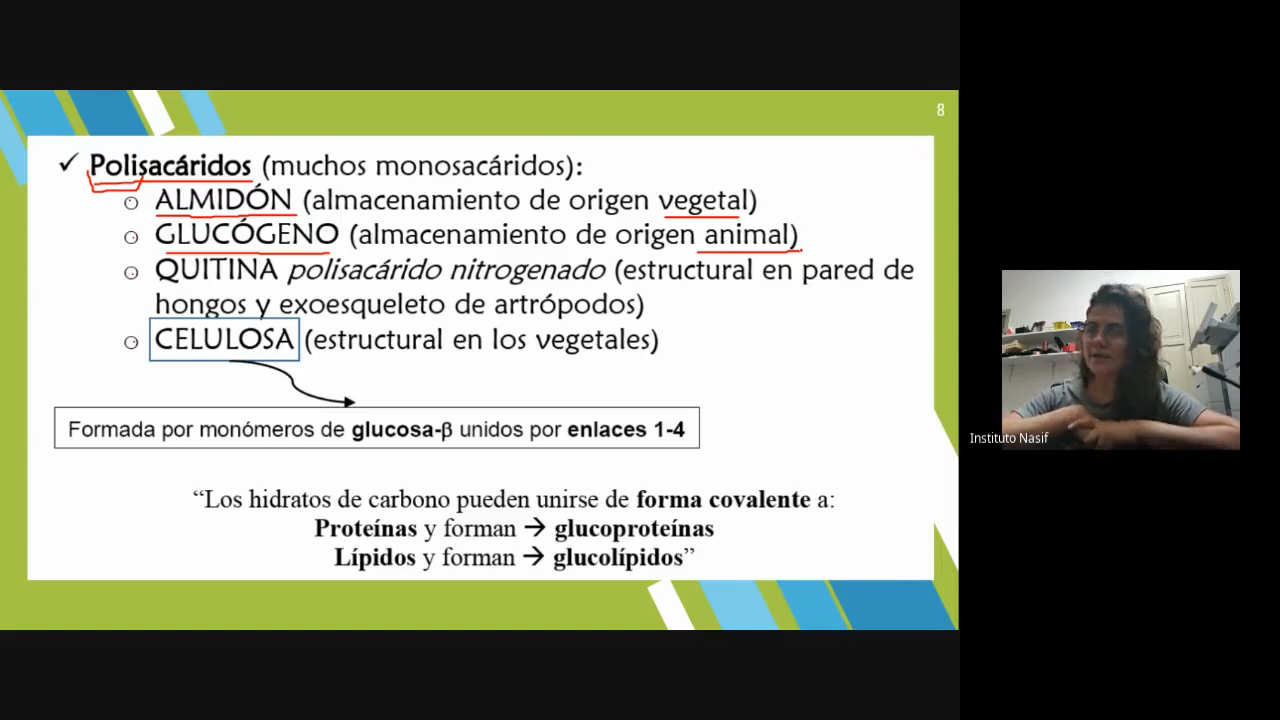 8
✓ Polisacáridos (muchos monosacáridos):
ALMIDÓN (almacenamiento de origen vegetal)
GLUCÓGENO (almacenamiento de origen animal)
QUITINA polisacárido nitrogenado (estructural en pared de
hongos y exoesqueleto de artrópodos)
CELULOSA (estructural en los vegetales)
Formada por monómeros de glucosa-β unidos por enlaces 1-4
“Los hidratos de carbono pueden unirse de forma covalente a:
Proteínas y forman → glucoproteínas
Lípidos y forman → glucolípidos”
Instituto Nasif